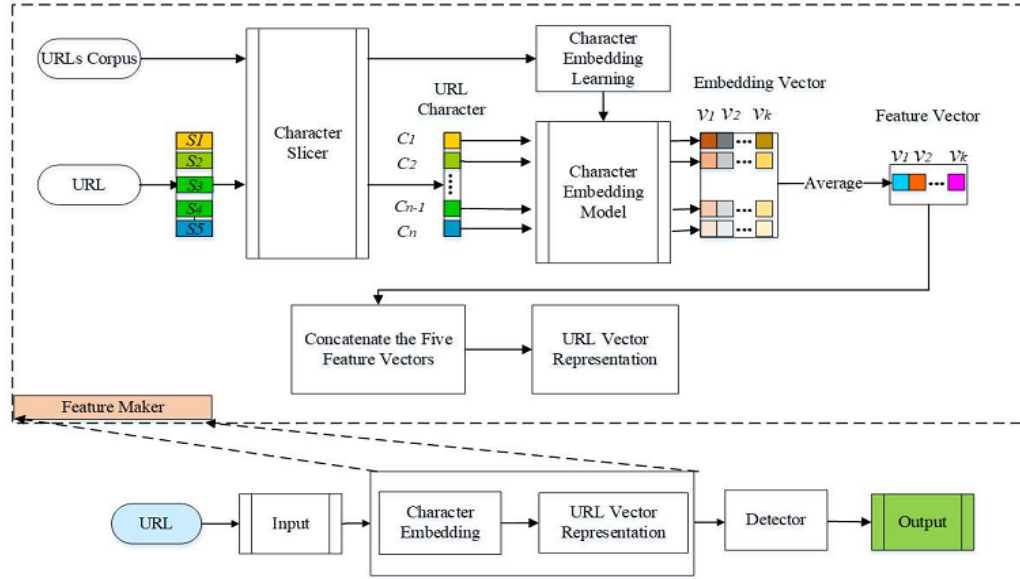 URLs Corpus
URL
S1
S2
S3
S4
S5
Character
Slicer
URL
Character
C1
C2
Cn-1
Cn
Character
Embedding
Learning
Character
Embedding
Model
Embedding Vector
v1 v2 vk
Average
Feature Vector
v1 v2 vk
Concatenate the Five
Feature Vectors
URL Vector
Representation
Feature Maker
URL
Input
Character
Embedding
URL Vector
Representation
Detector
Output